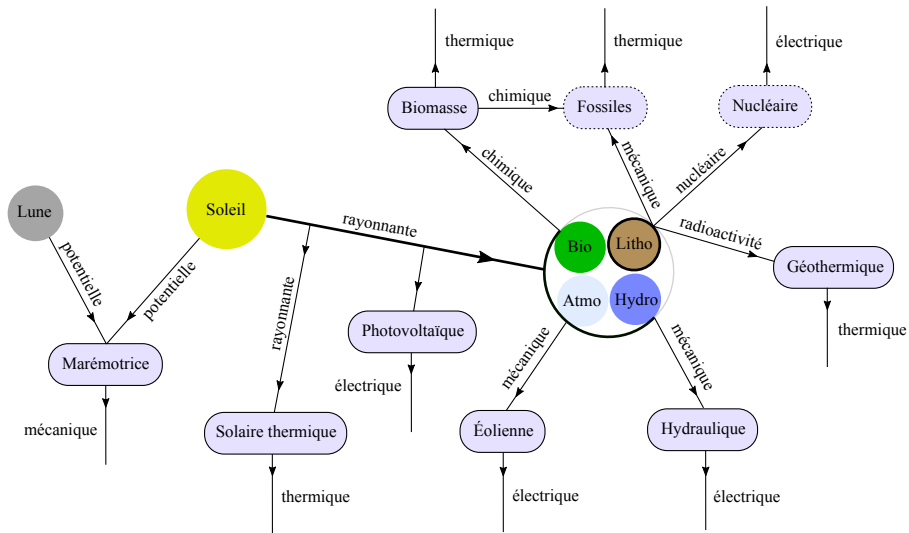 thermique
thermique
électrique
Biomasse
chimique
Fossiles
Nucléaire
chimique
mécanique
nucléaire
Lune
Soleil
rayonnante
Bio
Litho
radioactivité
Géothermique
potentielle
potentielle
rayonnante
Atmo
Hydro
Photovoltaïque
thermique
Marémotrice
mécanique
mécanique
électrique
mécanique
Solaire thermique
Éolienne
Hydraulique
thermique
électrique
électrique